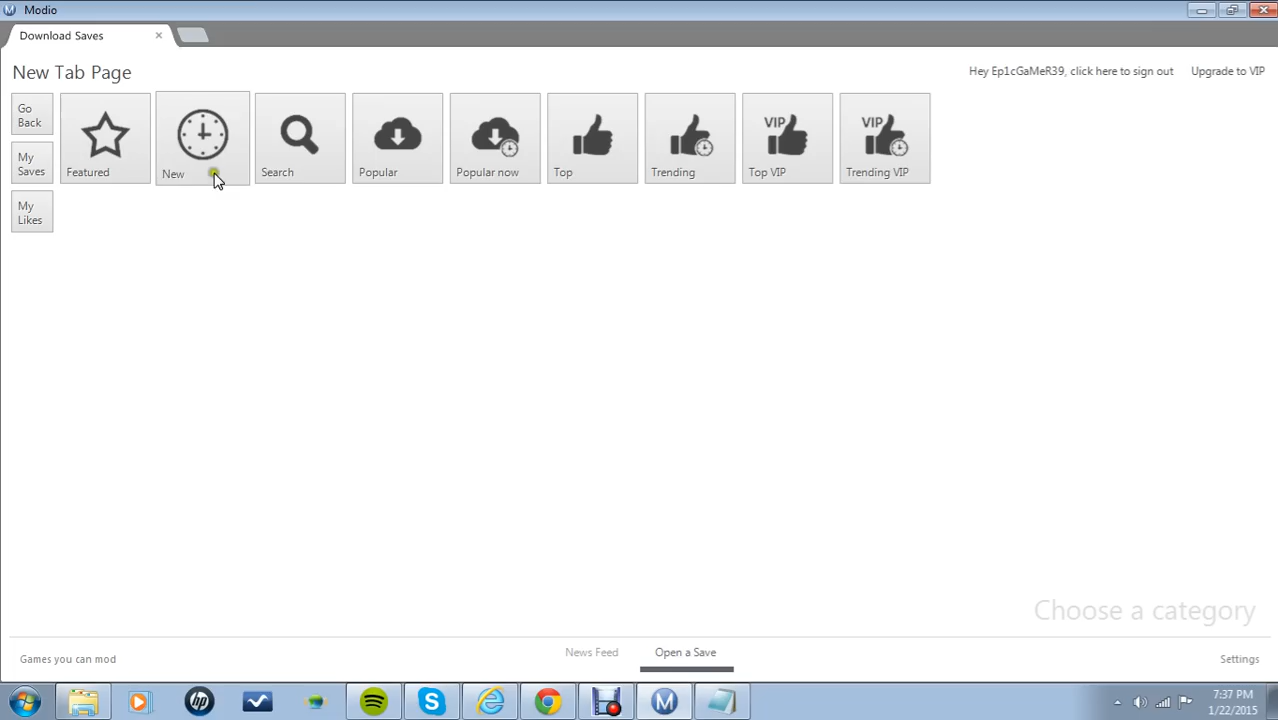 Modio
Download Saves
New Tab Page
Hey Ep1cGaMeR39, click here to sign out
Upgrade to VIP
Go
Back
My
Saves
My
Likes
Featured
New
Search
Popular
Popular now
Top
Trending
VIP
Top VIP
VIP
Trending VIP
Choose a category
Games you can mod
News Feed
Open a Save
Settings
hp
M
7:37 PM
1/22/2015